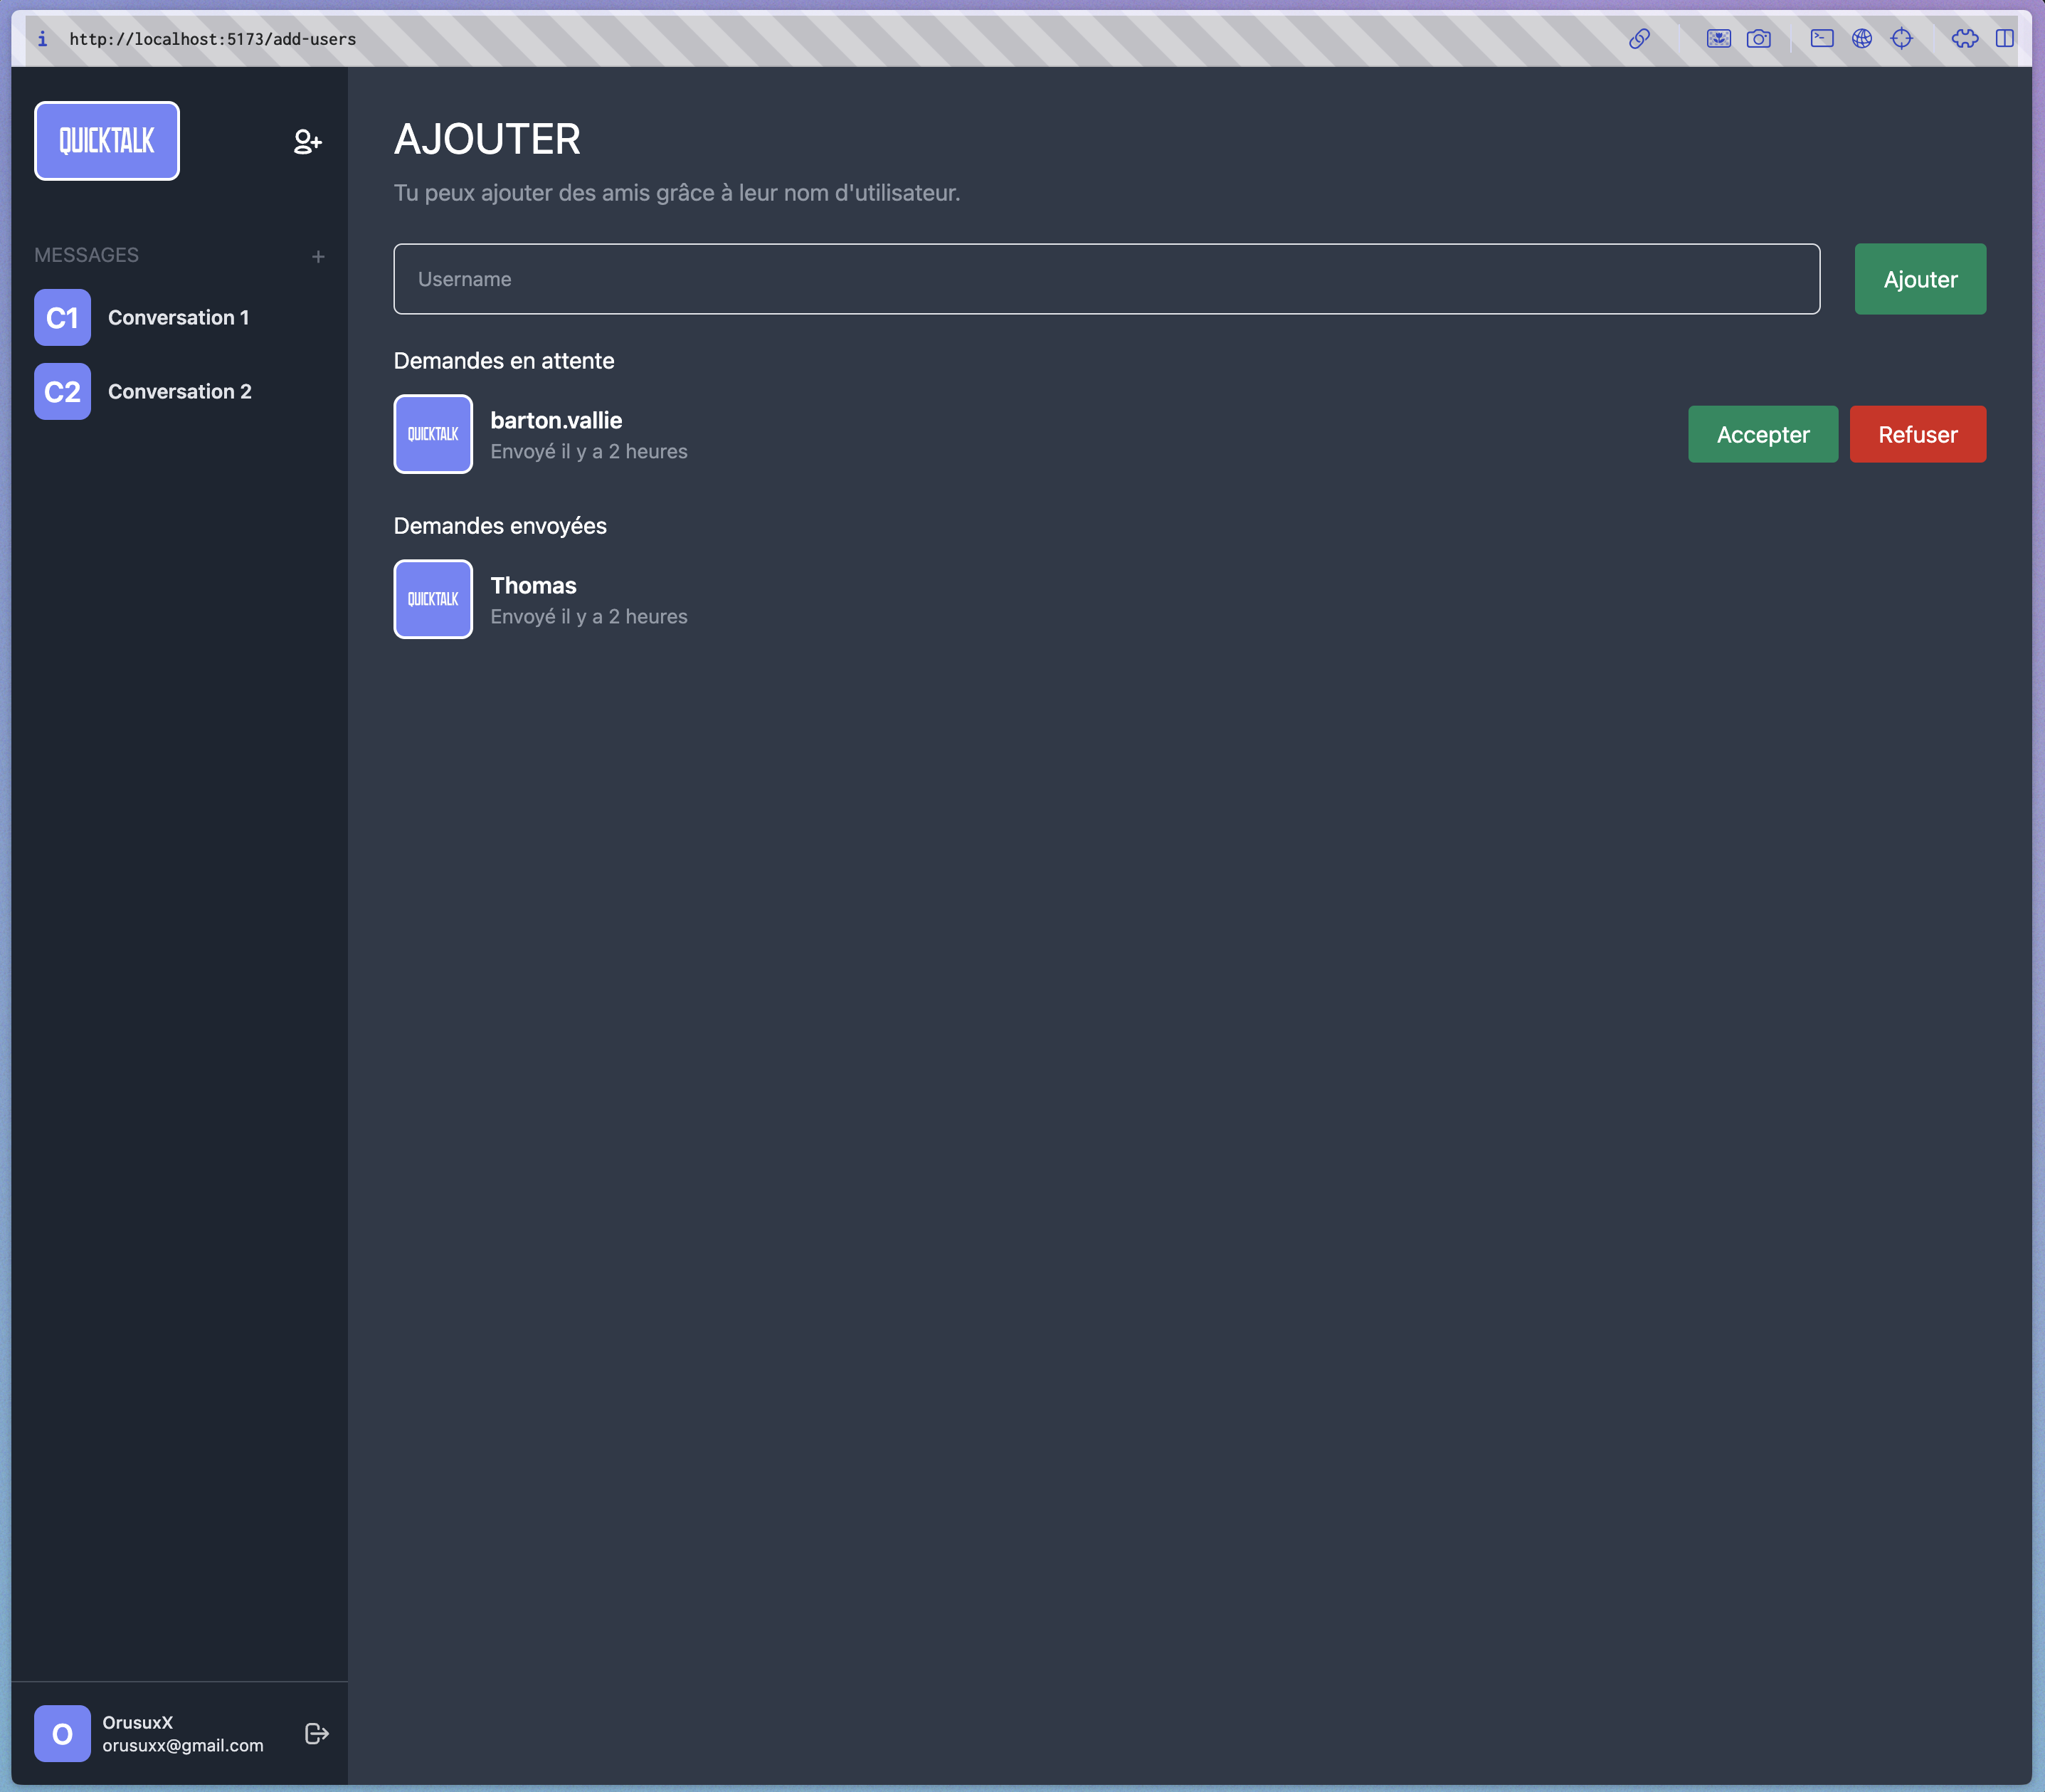 http://localhost:5173/add-users
QUICKTALK
MESSAGES
+
C1 Conversation 1
C2 Conversation 2
AJOUTER
Tu peux ajouter des amis grâce à leur nom d'utilisateur.
Username
Ajouter
Demandes en attente
QUICKTALK
barton.vallie
Envoyé il y a 2 heures
Accepter
Refuser
Demandes envoyées
QUICKTALK
Thomas
Envoyé il y a 2 heures
O
OrusuxX
orusuxx@gmail.com